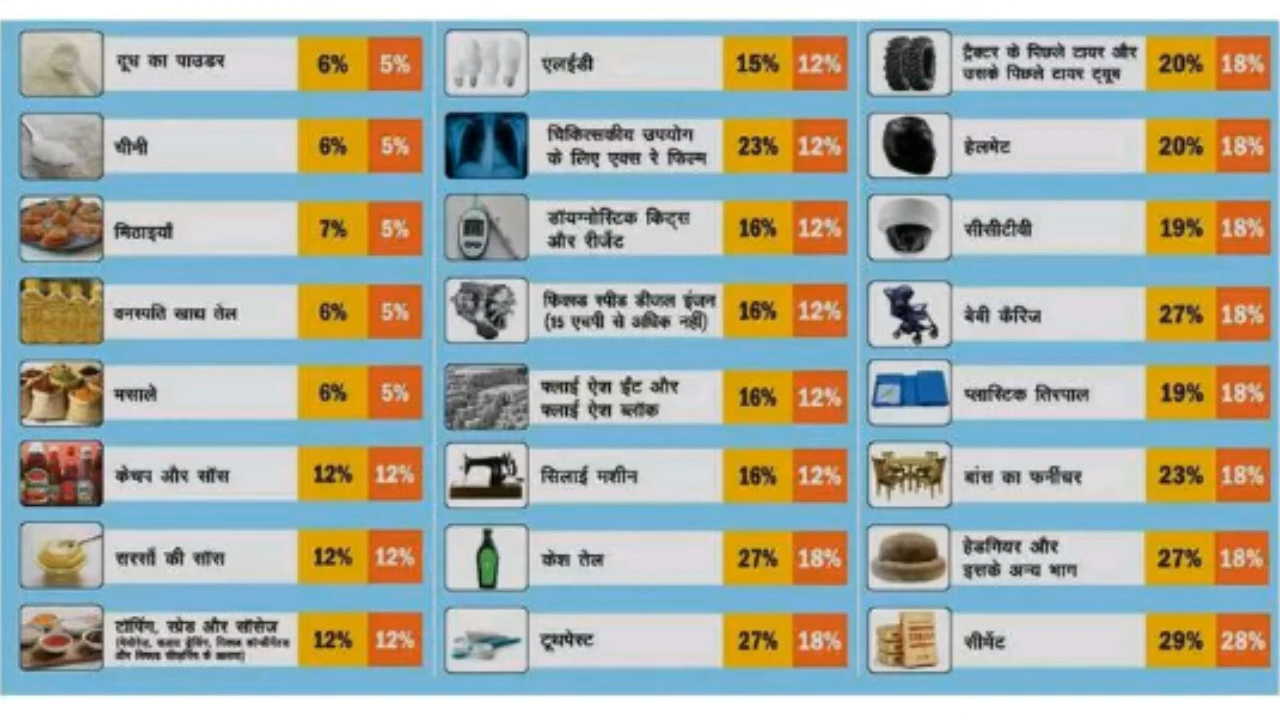 दूध का पाउडर 6% 5%
चीनी 6% 5%
मिठाइयाँ 7% 5%
वनस्पति खाद्य तेल 6% 5%
मसाले 6% 5%
केचप और सॉस 12% 12%
सरसों की सॉस 12% 12%
टॉपिंग, स्प्रेड और सॉसेज 12% 12%
एलईडी 15% 12%
चिकित्सकीय उपयोग
के लिए एक्स रे फिल्म 23% 12%
डॉयग्नोस्टिक किट्स
और रीजेंट 16% 12%
फिक्स्ड स्पीड डीजल इंजन
(15 एचपी से अधिक नहीं) 16% 12%
फ्लाई ऐश ईंट और
फ्लाई ऐश ब्लॉक 16% 12%
सिलाई मशीन 16% 12%
केश तेल 27% 18%
टूथपेस्ट 27% 18%
ट्रैक्टर के पिछले टायर और
उसके पिछले टायर ट्यूब 20% 18%
हेलमेट 20% 18%
सीसीटीवी 19% 18%
बेबी कैरिज 27% 18%
प्लास्टिक तिरपाल 19% 18%
बांस का फर्नीचर 23% 18%
हेडगियर और
इसके अन्य भाग 27% 18%
सीमेंट 29% 28%